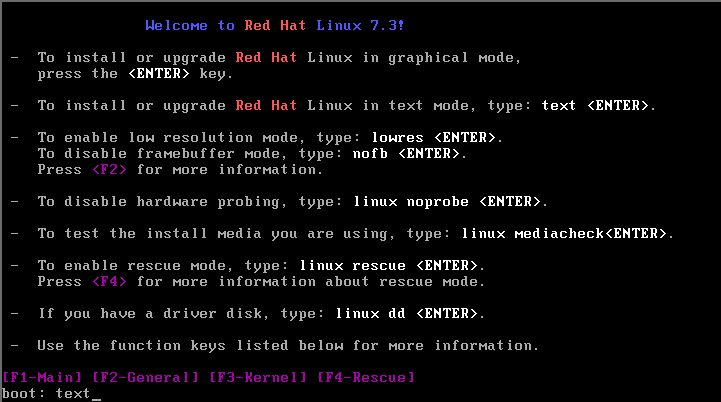 Welcome to Red Hat Linux 7.3!
- To install or upgrade Red Hat Linux in graphical mode,
press the <ENTER> key.
- To install or upgrade Red Hat Linux in text mode, type: text <ENTER>.
- To enable low resolution mode, type: lowres <ENTER>.
To disable framebuffer mode, type: nofb <ENTER>.
Press <F2> for more information.
- To disable hardware probing, type: linux noprobe <ENTER>.
- To test the install media you are using, type: linux mediacheck<ENTER>.
- To enable rescue mode, type: linux rescue <ENTER>.
Press <F4> for more information about rescue mode.
- If you have a driver disk, type: linux dd <ENTER>.
- Use the function keys listed below for more information.
[F1-Main] [F2-General] [F3-Kernel] [F4-Rescue]
boot: text_